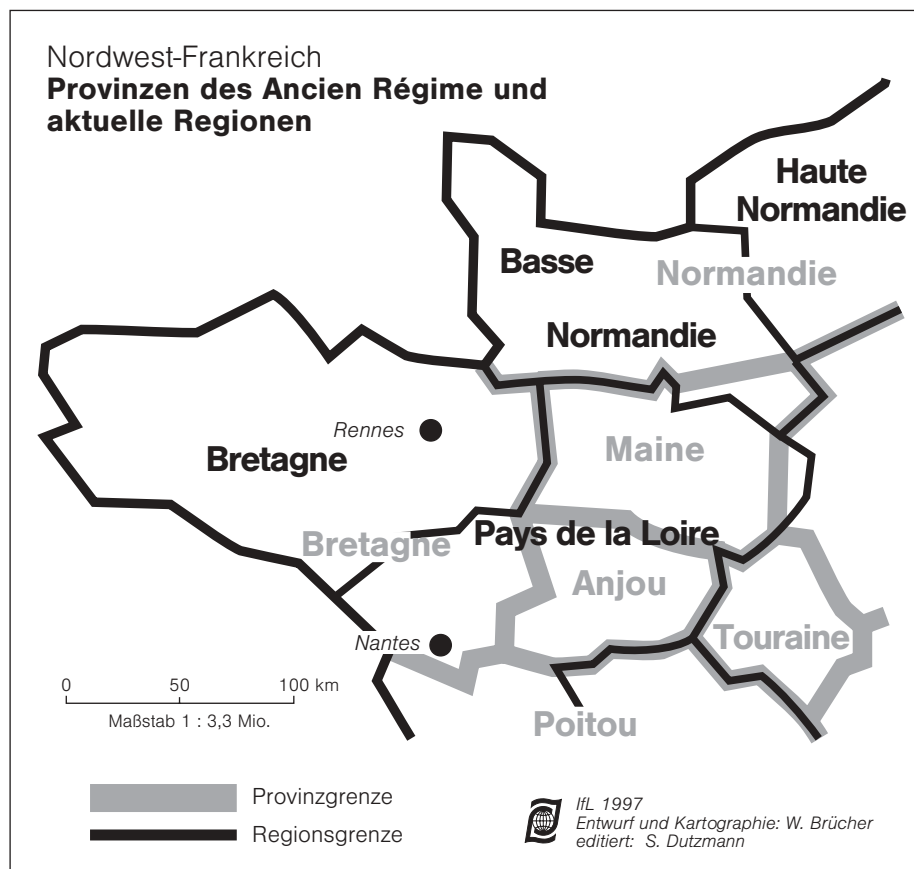 Nordwest-Frankreich
Provinzen des Ancien Régime und
aktuelle Regionen
Haute
Normandie
Basse
Normandie
Normandie
Rennes
Bretagne
Maine
Bretagne
Pays de la Loire
Anjou
Nantes
Touraine
0 50 100 km
Maßstab 1 : 3,3 Mio.
Poitou
Provinzgrenze
Regionsgrenze
IfL 1997
Entwurf und Kartographie: W. Brücher
editiert: S. Dutzmann